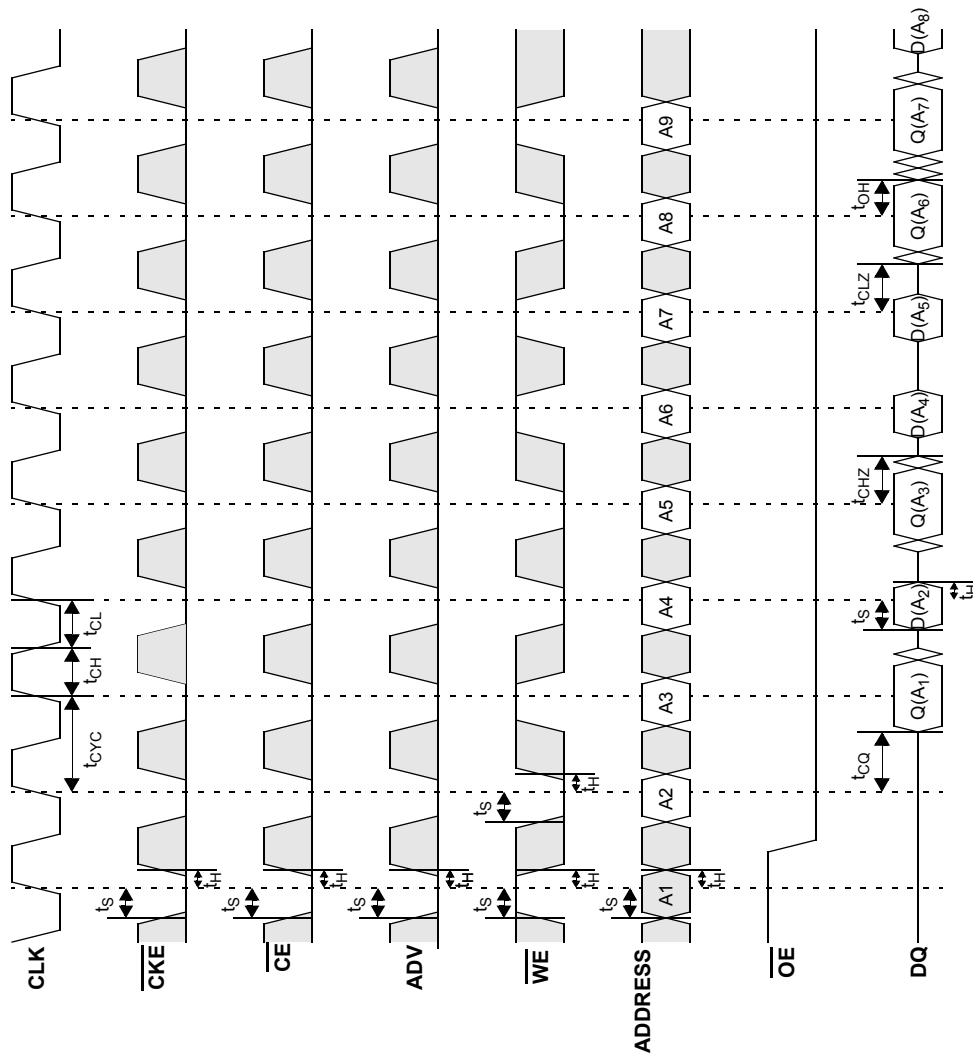 CLK
tCYC
tCH
tCL
CKE
tS
tH
CE
tS
tH
ADV
tS
tH
WE
tS
tH
tS
tH
ADDRESS
tS
tH
A1
A2
A3
A4
A5
A6
A7
A8
A9
OE
DQ
tCQ
Q(A1)
tS
D(A2)
tH
Q(A3)
tCHZ
D(A4)
D(A5)
tCLZ
Q(A6)
tOH
Q(A7)
D(A8)